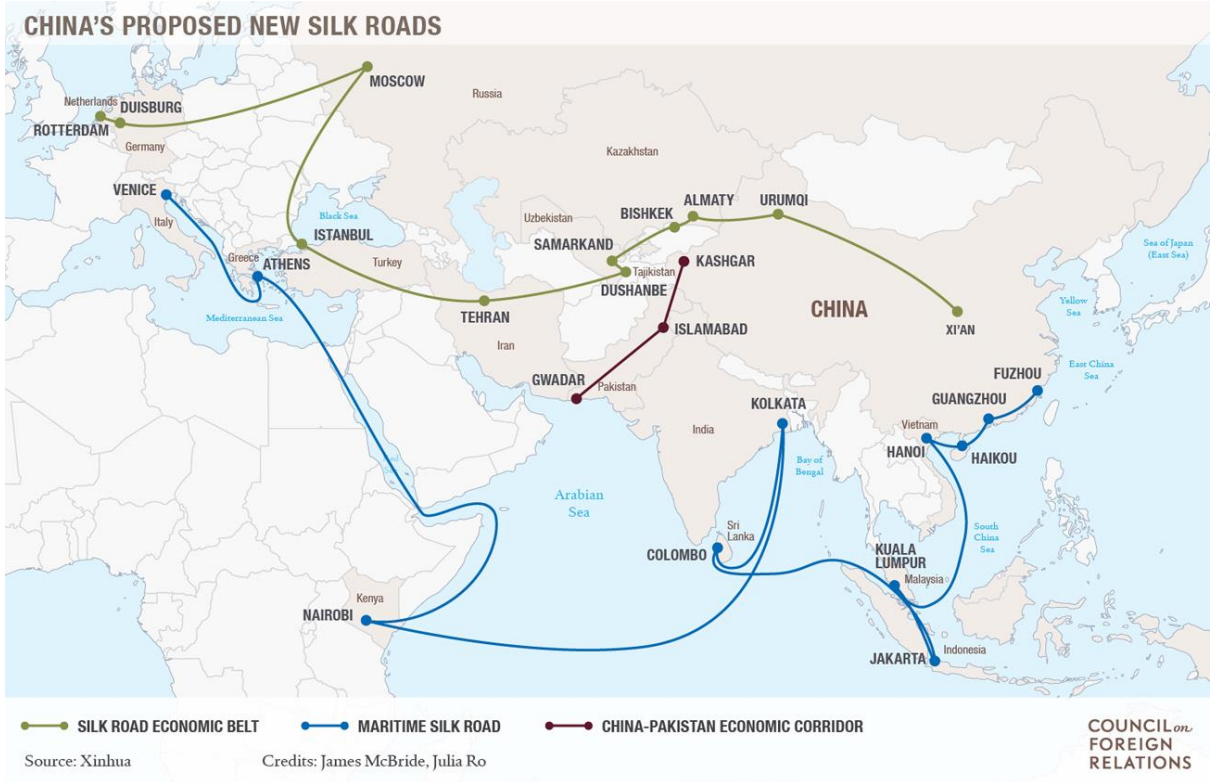 CHINA'S PROPOSED NEW SILK ROADS
MOSCOW
Russia
Netherlands
DUISBURG
ROTTERDAM
Germany
Kazakhstan
VENICE
ALMATY
URUMQI
BISHKEK
Black Sea
Uzbekistan
Italy
ISTANBUL
SAMARKAND
Sea of Japan
(East Sea)
Greece
ATHENS
Turkey
KASHGAR
Tajikistan
DUSHANBE
CHINA
Yellow
Sea
Mediterranean Sea
TEHRAN
ISLAMABAD
XI'AN
Iran
East China
Sea
FUZHOU
GWADAR
Pakistan
GUANGZHOU
KOLKATA
India
Vietnam
HANOI
HAIKOU
Bay of
Bengal
Arabian
Sea
Sri
Lanka
South
China
Sea
COLOMBO
KUALA
LUMPUR
Malaysia
Kenya
NAIROBI
JAKARTA
Indonesia
SILK ROAD ECONOMIC BELT
MARITIME SILK ROAD
CHINA-PAKISTAN ECONOMIC CORRIDOR
Source: Xinhua
Credits: James McBride, Julia Ro
COUNCIL on
FOREIGN
RELATIONS